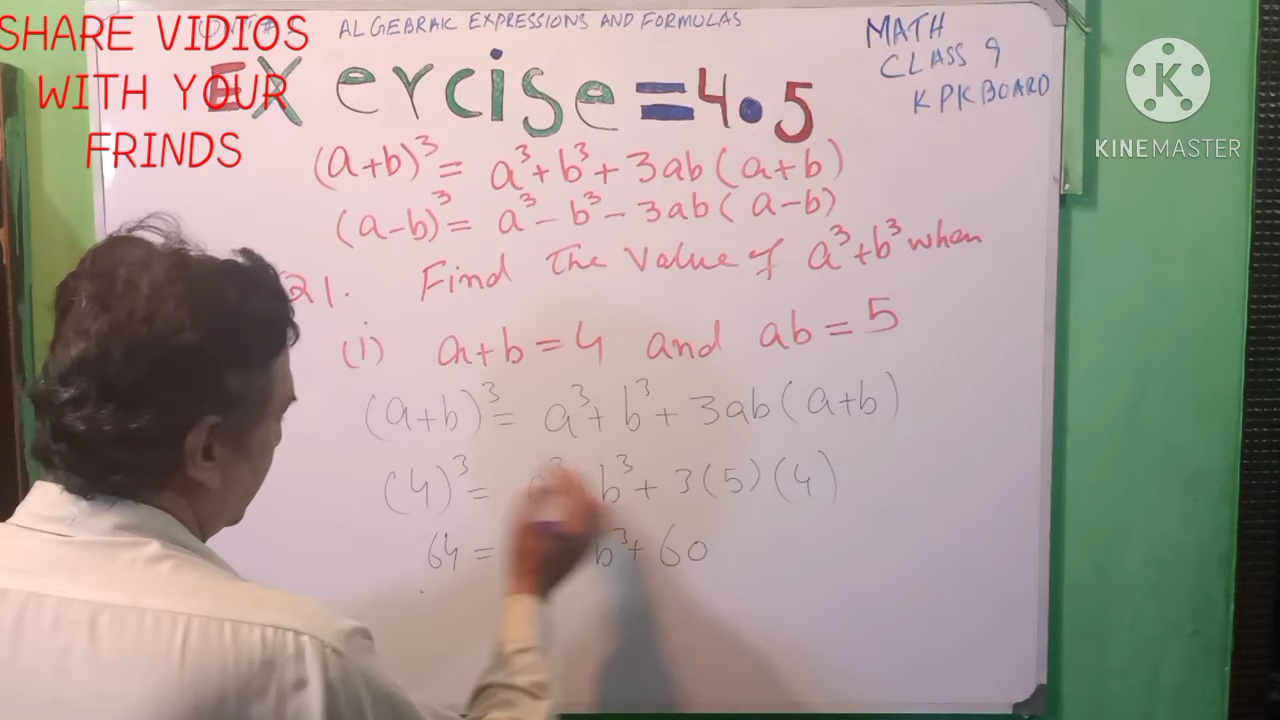 SHARE VIDIOS
WITH YOUR
FRINDS
ALGEBRAIC EXPRESSIONS AND FORMULAS
MATH
CLASS 9
KPK BOARD
K
KINEMASTER
EXercise=4.5
(a+b)³ = a³+b³+3ab(a+b)
(a-b)³ = a³-b³-3ab(a-b)
Q1. Find the value of a³+b³ when
(i) a+b=4 and ab=5
(a+b)³ = a³+b³+3ab(a+b)
(4)³ = b³+3(5)(4)
64 = b³+60